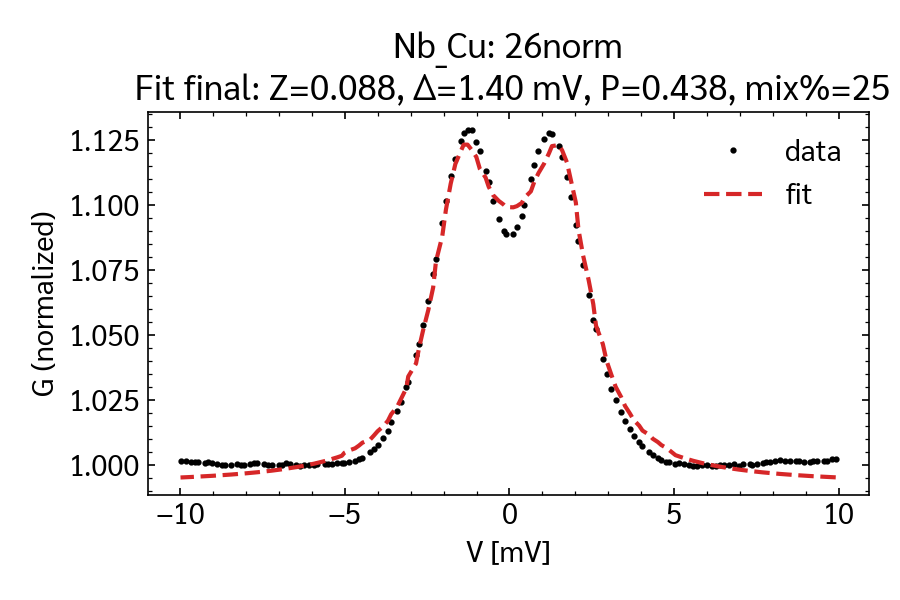 Nb_Cu: 26norm
Fit final: Z=0.088, Δ=1.40 mV, P=0.438, mix%=25
data
fit
G (normalized)
1.125
1.100
1.075
1.050
1.025
1.000
−10
−5
0
5
10
V [mV]